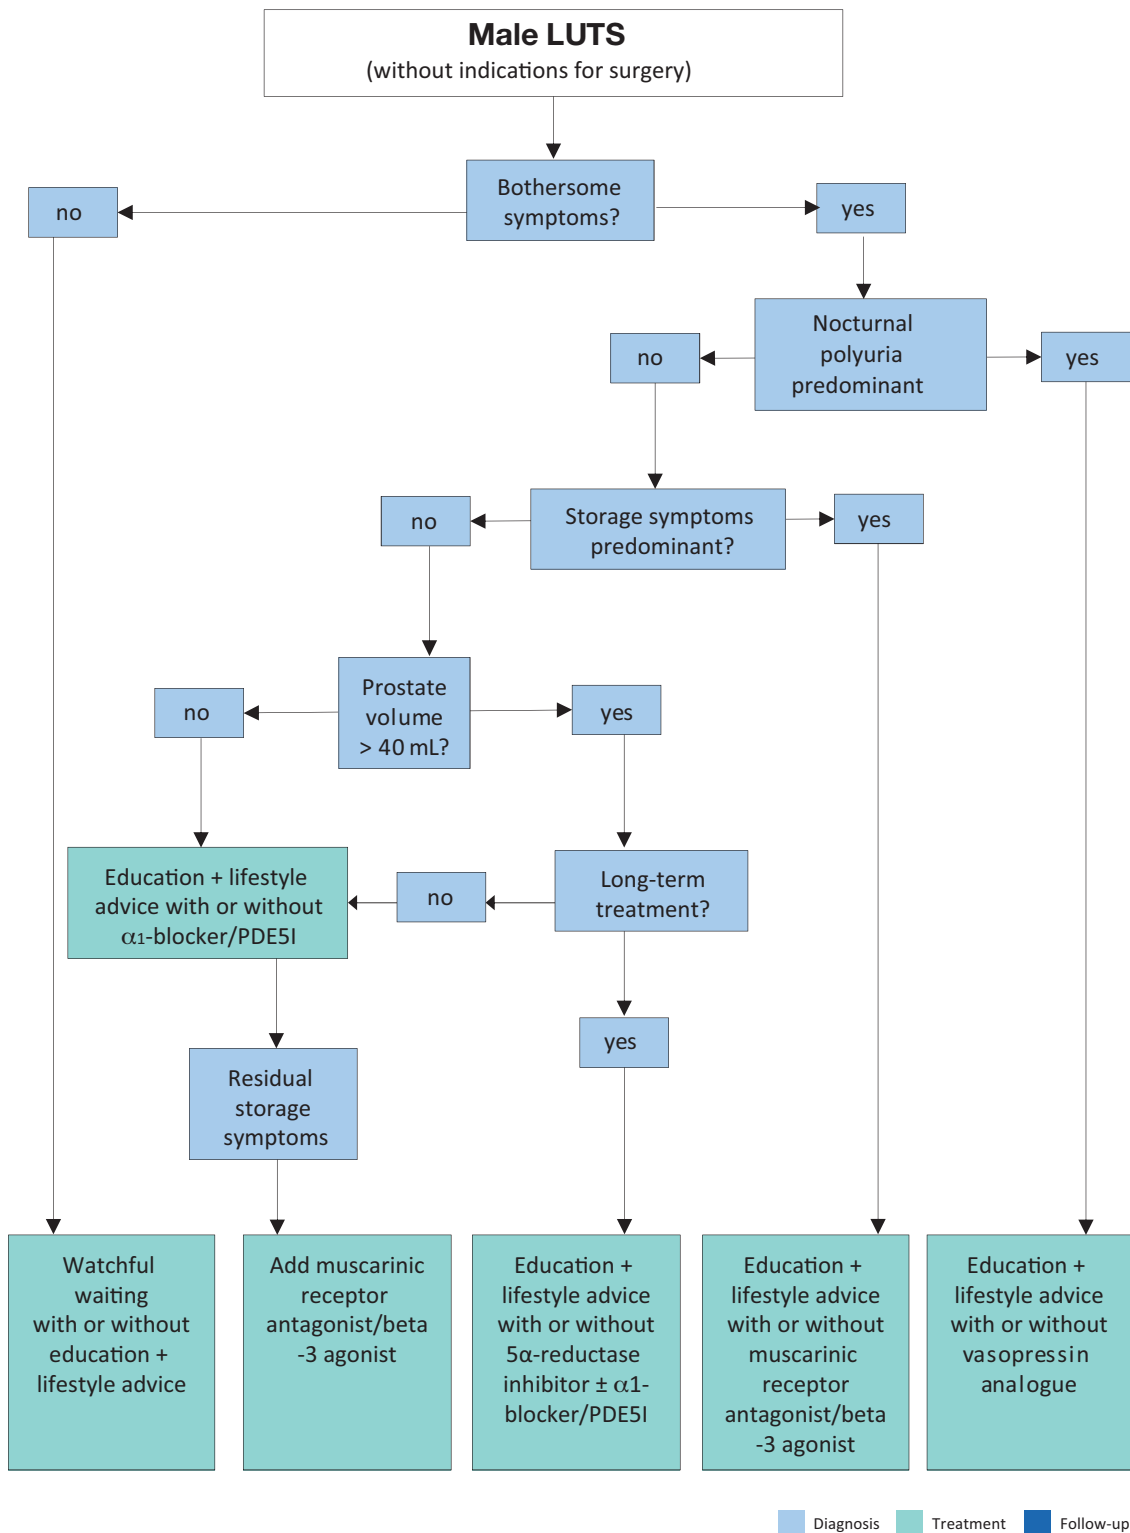 Male LUTS
(without indications for surgery)
Bothersome
symptoms?
no
yes
Nocturnal
polyuria
predominant
no
yes
Storage symptoms
predominant?
no
yes
Prostate
volume
> 40 mL?
no
yes
Education + lifestyle
advice with or without
α1-blocker/PDE5I
no
Long-term
treatment?
yes
Residual
storage
symptoms
Watchful
waiting
with or without
education +
lifestyle advice
Add muscarinic
receptor
antagonist/beta
-3 agonist
Education +
lifestyle advice
with or without
5α-reductase
inhibitor ± α1-
blocker/PDE5I
Education +
lifestyle advice
with or without
muscarinic
receptor
antagonist/beta
-3 agonist
Education +
lifestyle advice
with or without
vasopressin
analogue
Diagnosis
Treatment
Follow-up